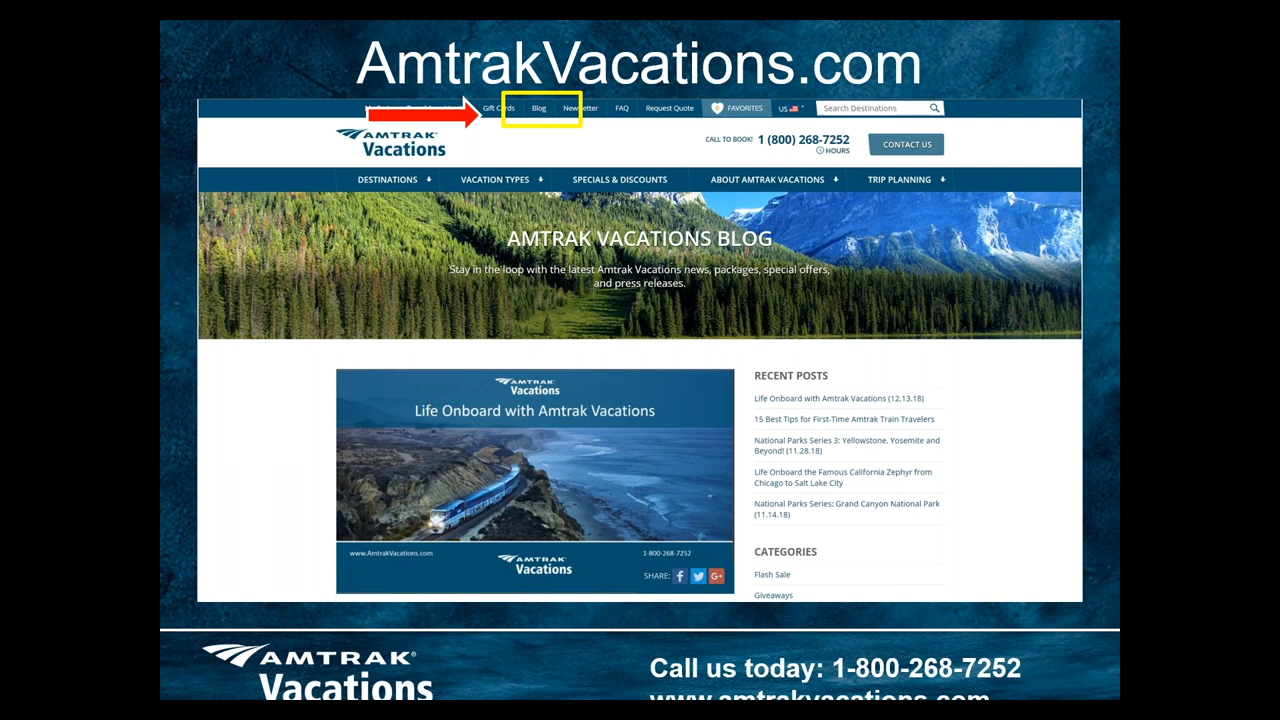 AmtrakVacations.com
Gift Cards Blog Newsletter FAQ Request Quote 0 FAVORITES US Search Destinations
AMTRAK®
Vacations
CALL TO BOOK! 1 (800) 268-7252
HOURS
CONTACT US
DESTINATIONS VACATION TYPES SPECIALS & DISCOUNTS ABOUT AMTRAK VACATIONS TRIP PLANNING
AMTRAK VACATIONS BLOG
Stay in the loop with the latest Amtrak Vacations news, packages, special offers,
and press releases.
AMTRAK
Vacations
Life Onboard with Amtrak Vacations
www.AmtrakVacations.com
AMTRAK
Vacations
1-800-268-7252
SHARE: f G+
RECENT POSTS
Life Onboard with Amtrak Vacations (12.13.18)
15 Best Tips for First-Time Amtrak Train Travelers
National Parks Series 3: Yellowstone, Yosemite and
Beyond! (11.28.18)
Life Onboard the Famous California Zephyr from
Chicago to Salt Lake City
National Parks Series: Grand Canyon National Park
(11.14.18)
CATEGORIES
Flash Sale
Giveaways
AMTRAK®
Vacations
Call us today: 1-800-268-7252
www.amtrakvacations.com